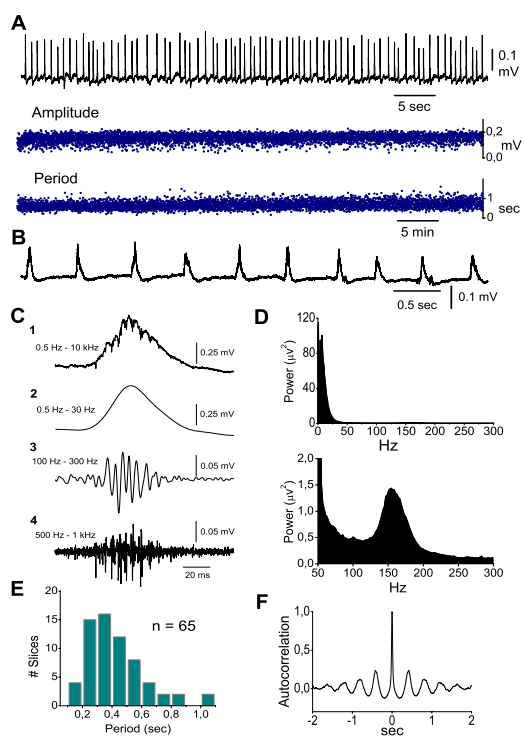 A
0.1
mV
5 sec
Amplitude
0,2
mV
0,0
Period
1
sec
0
5 min
B
0.5 sec
0.1 mV
C
1
0.5 Hz - 10 kHz
0.25 mV
2
0.5 Hz - 30 Hz
0.25 mV
3
100 Hz - 300 Hz
0.05 mV
4
500 Hz - 1 kHz
0.05 mV
20 ms
D
Power (μv²)
120
80
40
0
0 50 100 150 200 250 300
Hz
Power (μv²)
2,0
1,5
1,0
0,5
0,0
50 100 150 200 250 300
Hz
E
# Slices
20
15
10
5
0
n = 65
0,2 0,4 0,6 0,8 1,0
Period (sec)
F
Autocorrelation
1,0
0,5
0,0
-2 -1 0 1 2
sec